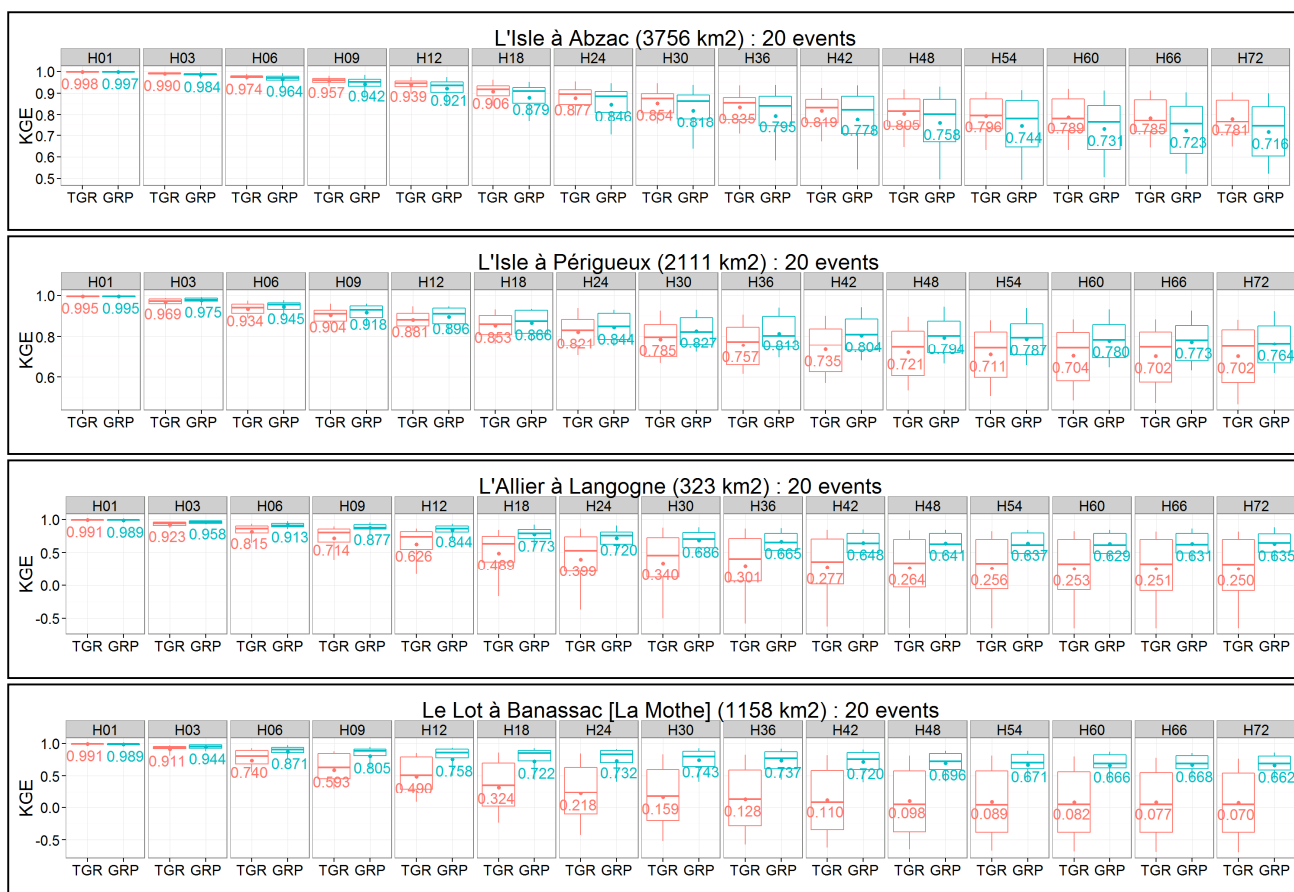 L'Isle à Abzac (3756 km2) : 20 events
H01 H03 H06 H09 H12 H18 H24 H30 H36 H42 H48 H54 H60 H66 H72
KGE
1.0
0.9
0.8
0.7
0.6
0.5
0.998 0.997 0.990 0.984 0.974 0.964 0.957 0.942 0.939 0.921 0.906 0.879 0.877 0.846 0.854 0.818 0.835 0.795 0.819 0.778 0.805 0.758 0.796 0.744 0.789 0.731 0.785 0.723 0.781 0.716
TGR GRP TGR GRP TGR GRP TGR GRP TGR GRP TGR GRP TGR GRP TGR GRP TGR GRP TGR GRP TGR GRP TGR GRP TGR GRP TGR GRP TGR GRP
L'Isle à Périgueux (2111 km2) : 20 events
H01 H03 H06 H09 H12 H18 H24 H30 H36 H42 H48 H54 H60 H66 H72
KGE
1.0
0.8
0.6
0.995 0.995 0.969 0.975 0.934 0.945 0.904 0.918 0.881 0.896 0.853 0.866 0.821 0.844 0.785 0.827 0.757 0.813 0.735 0.804 0.721 0.794 0.711 0.787 0.704 0.780 0.702 0.773 0.702 0.764
TGR GRP TGR GRP TGR GRP TGR GRP TGR GRP TGR GRP TGR GRP TGR GRP TGR GRP TGR GRP TGR GRP TGR GRP TGR GRP TGR GRP TGR GRP
L'Allier à Langogne (323 km2) : 20 events
H01 H03 H06 H09 H12 H18 H24 H30 H36 H42 H48 H54 H60 H66 H72
KGE
1.0
0.5
0.0
-0.5
0.991 0.989 0.923 0.958 0.815 0.913 0.714 0.877 0.626 0.844 0.489 0.773 0.399 0.720 0.340 0.686 0.301 0.665 0.277 0.648 0.264 0.641 0.256 0.637 0.253 0.629 0.251 0.631 0.250 0.635
TGR GRP TGR GRP TGR GRP TGR GRP TGR GRP TGR GRP TGR GRP TGR GRP TGR GRP TGR GRP TGR GRP TGR GRP TGR GRP TGR GRP TGR GRP
Le Lot à Banassac [La Mothe] (1158 km2) : 20 events
H01 H03 H06 H09 H12 H18 H24 H30 H36 H42 H48 H54 H60 H66 H72
KGE
1.0
0.5
0.0
-0.5
0.991 0.989 0.911 0.944 0.740 0.871 0.593 0.805 0.490 0.758 0.324 0.722 0.218 0.732 0.159 0.743 0.128 0.737 0.110 0.720 0.098 0.696 0.089 0.671 0.082 0.666 0.077 0.668 0.070 0.662
TGR GRP TGR GRP TGR GRP TGR GRP TGR GRP TGR GRP TGR GRP TGR GRP TGR GRP TGR GRP TGR GRP TGR GRP TGR GRP TGR GRP TGR GRP